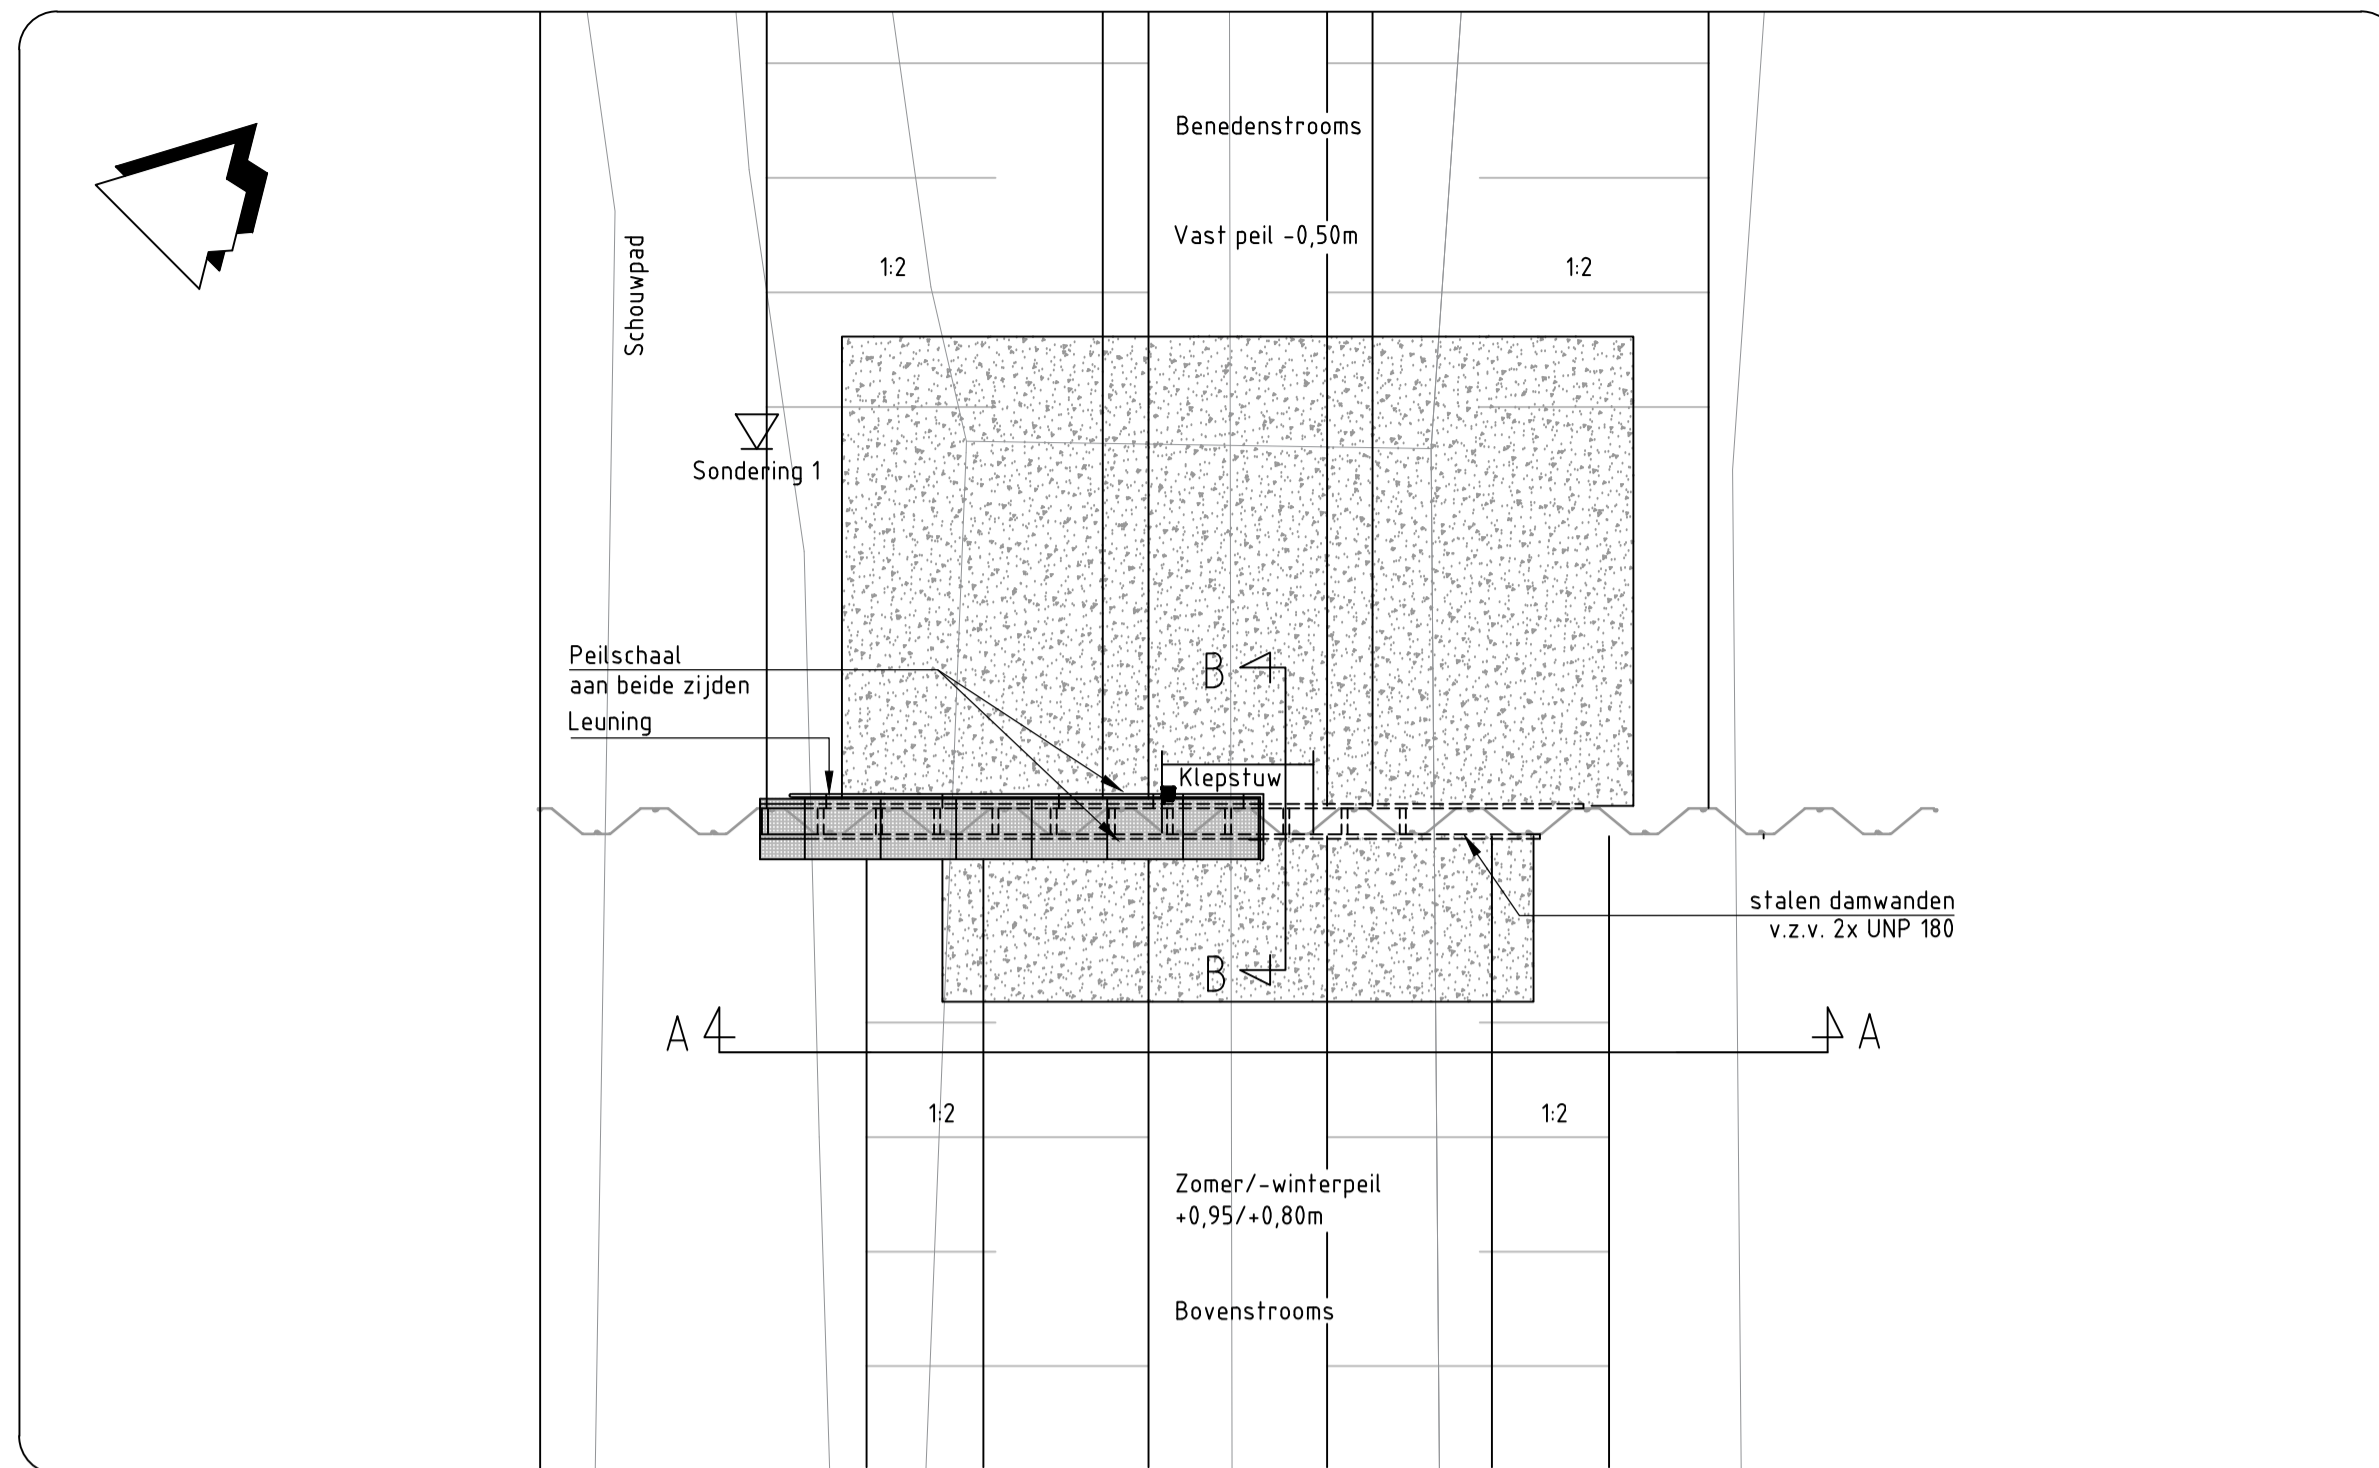 Benedenstrooms
Vast peil -0,50m
1:2
1:2
Schouwpad
Sondering 1
Peilschaal
aan beide zijden
Leuning
B
Klepstuw
stalen damwanden
v.z.v. 2x UNP 180
B
A
A
1:2
1:2
Zomer/-winterpeil
+0,95/+0,80m
Bovenstrooms